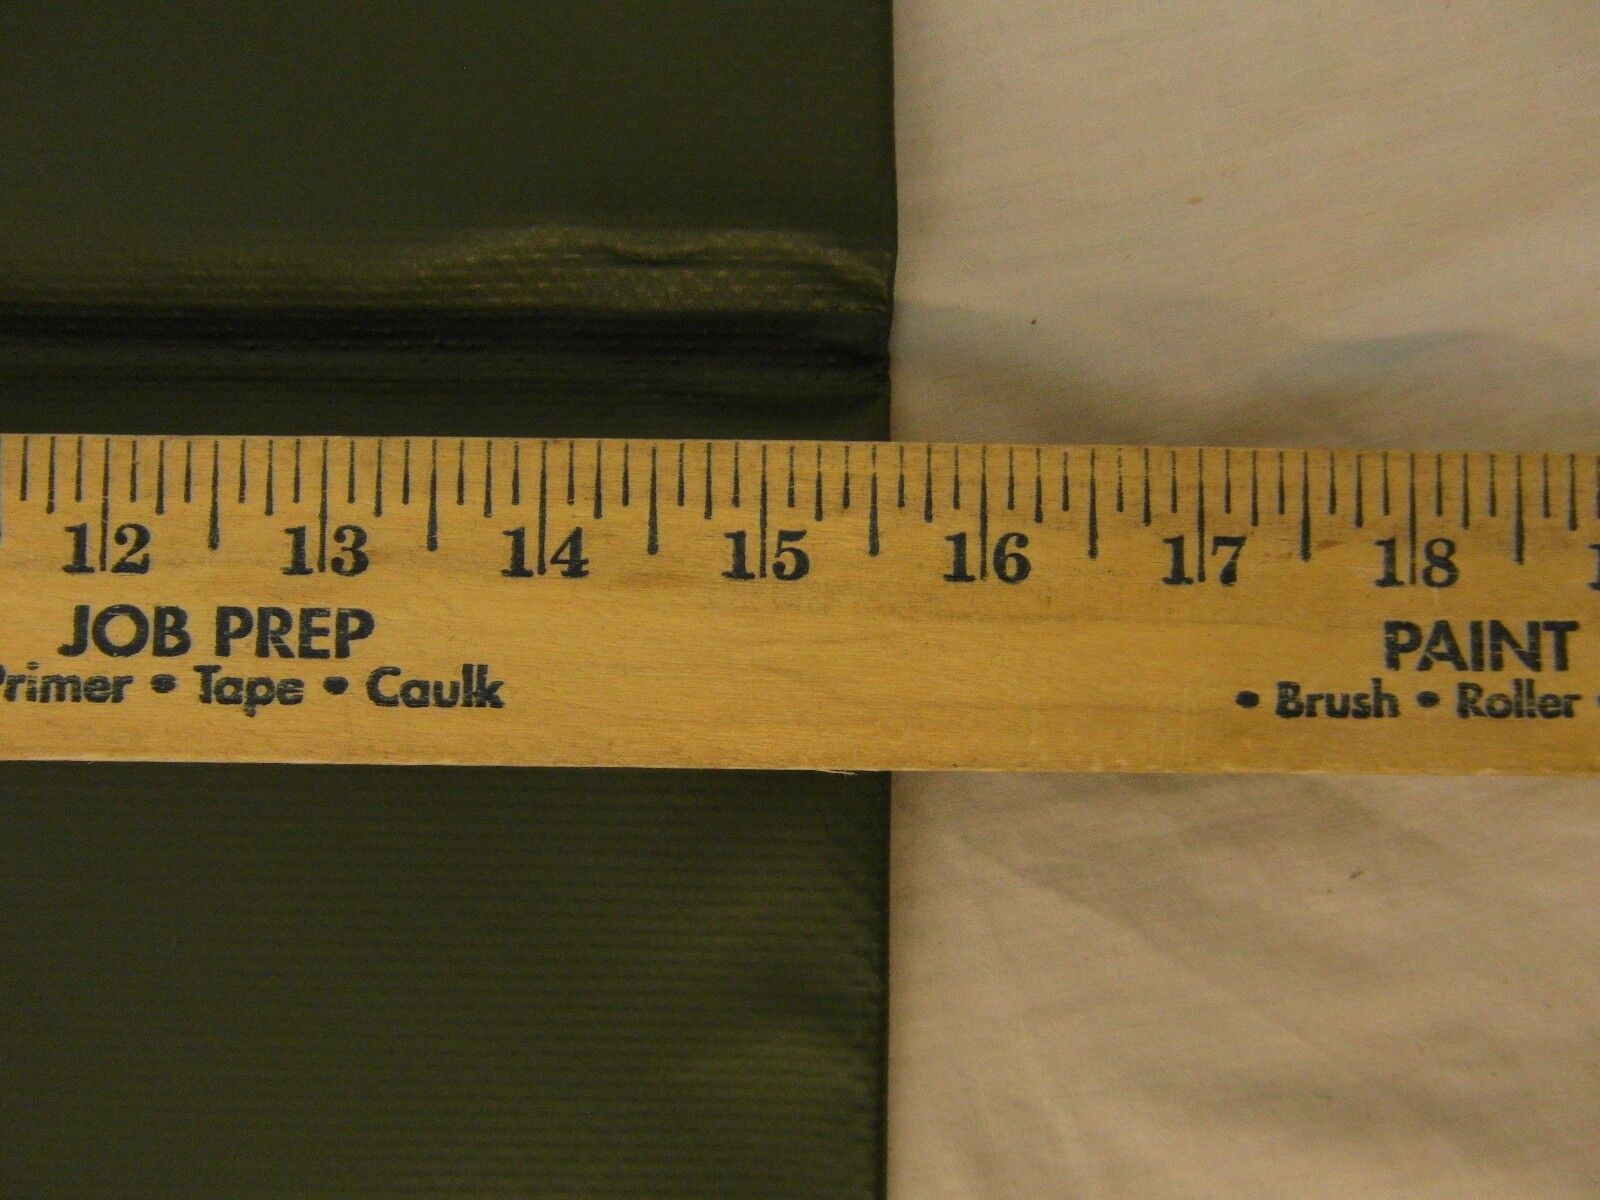 12 13 14 15 16 17 18
JOB PREP PAINT
Primer • Tape • Caulk • Brush • Roller •